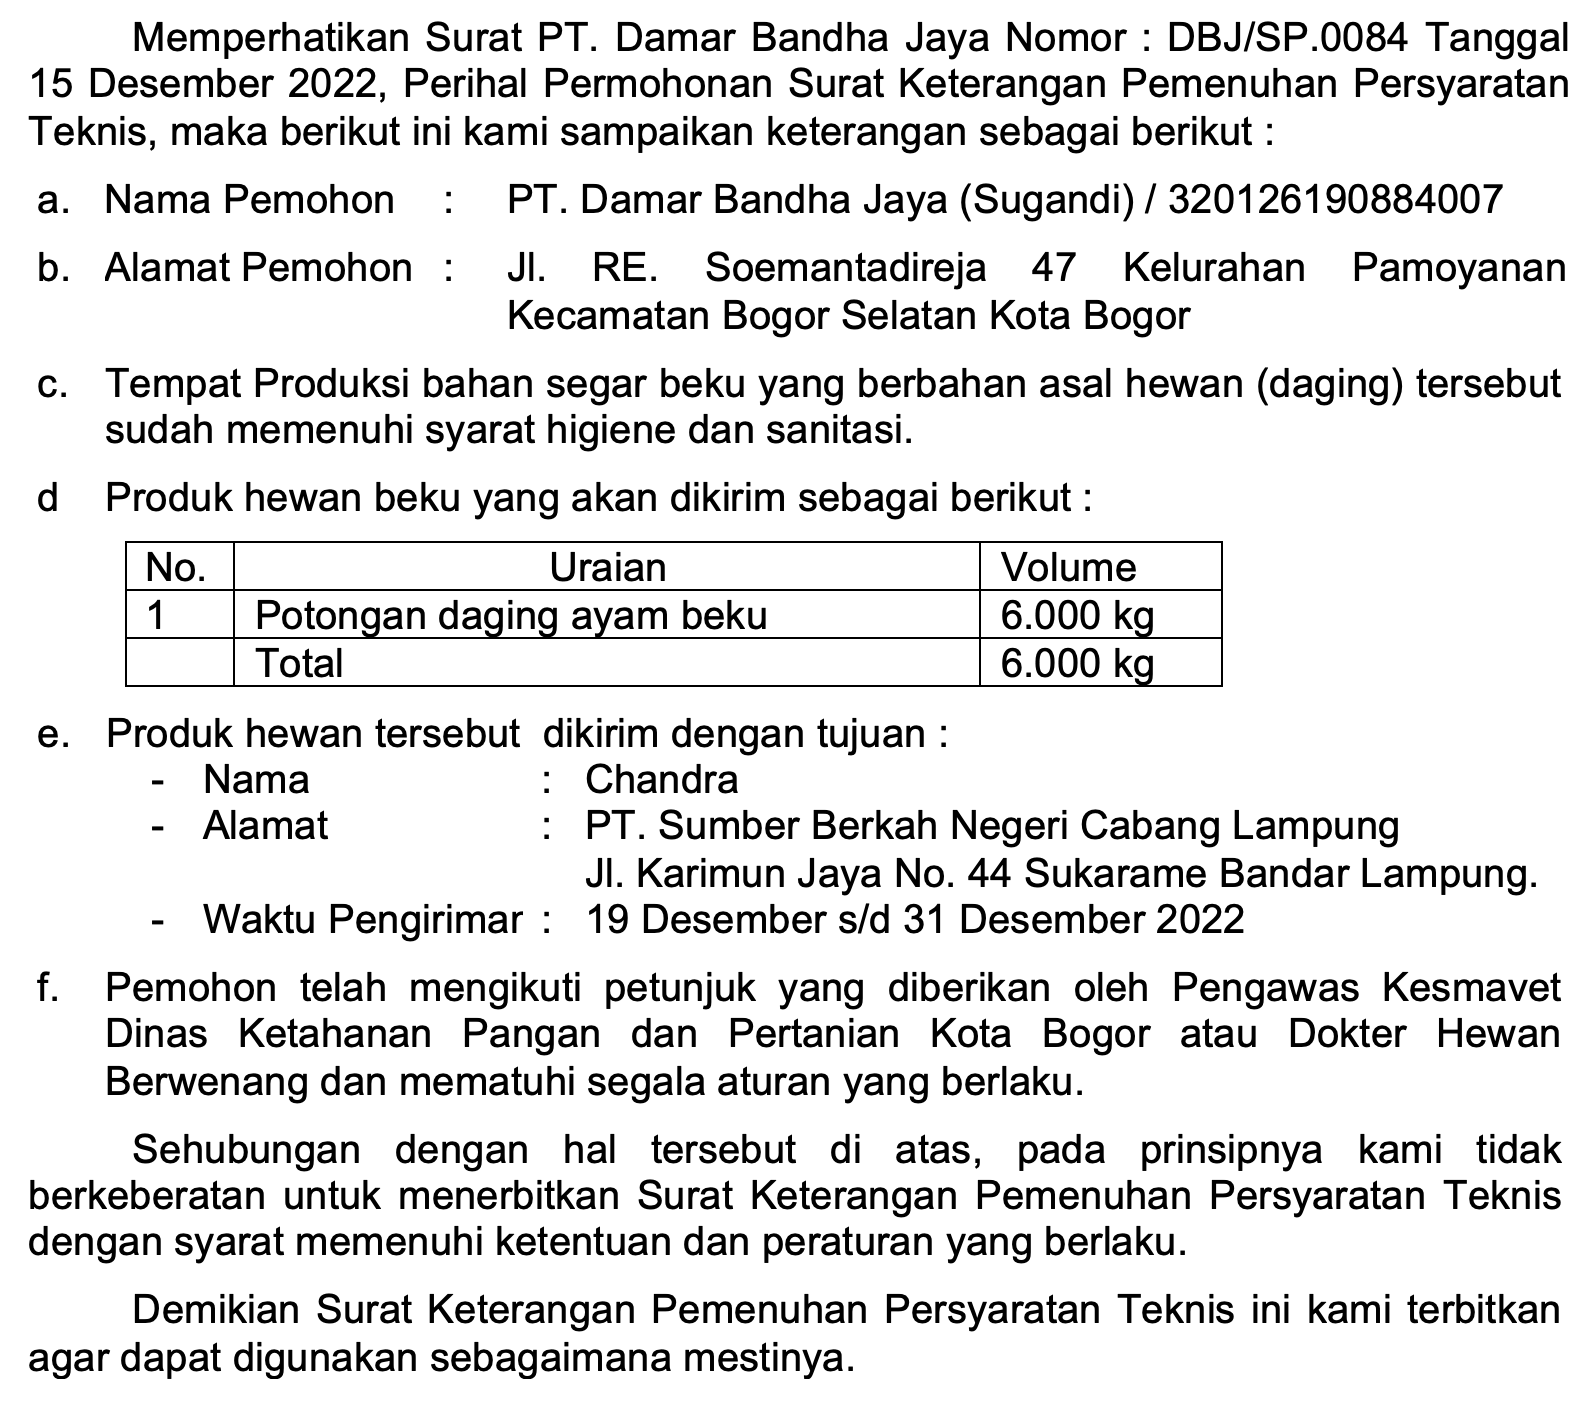 Memperhatikan Surat PT. Damar Bandha Jaya Nomor : DBJ/SP.0084 Tanggal
15 Desember 2022, Perihal Permohonan Surat Keterangan Pemenuhan Persyaratan
Teknis, maka berikut ini kami sampaikan keterangan sebagai berikut :
a. Nama Pemohon : PT. Damar Bandha Jaya (Sugandi) / 320126190884007
b. Alamat Pemohon : Jl. RE. Soemantadireja 47 Kelurahan Pamoyanan
Kecamatan Bogor Selatan Kota Bogor
c. Tempat Produksi bahan segar beku yang berbahan asal hewan (daging) tersebut
sudah memenuhi syarat higiene dan sanitasi.
d Produk hewan beku yang akan dikirim sebagai berikut :
No. Uraian Volume
1 Potongan daging ayam beku 6.000 kg
Total 6.000 kg
e. Produk hewan tersebut dikirim dengan tujuan :
- Nama : Chandra
- Alamat : PT. Sumber Berkah Negeri Cabang Lampung
Jl. Karimun Jaya No. 44 Sukarame Bandar Lampung.
- Waktu Pengirimar : 19 Desember s/d 31 Desember 2022
f. Pemohon telah mengikuti petunjuk yang diberikan oleh Pengawas Kesmavet
Dinas Ketahanan Pangan dan Pertanian Kota Bogor atau Dokter Hewan
Berwenang dan mematuhi segala aturan yang berlaku.
Sehubungan dengan hal tersebut di atas, pada prinsipnya kami tidak
berkeberatan untuk menerbitkan Surat Keterangan Pemenuhan Persyaratan Teknis
dengan syarat memenuhi ketentuan dan peraturan yang berlaku.
Demikian Surat Keterangan Pemenuhan Persyaratan Teknis ini kami terbitkan
agar dapat digunakan sebagaimana mestinya.